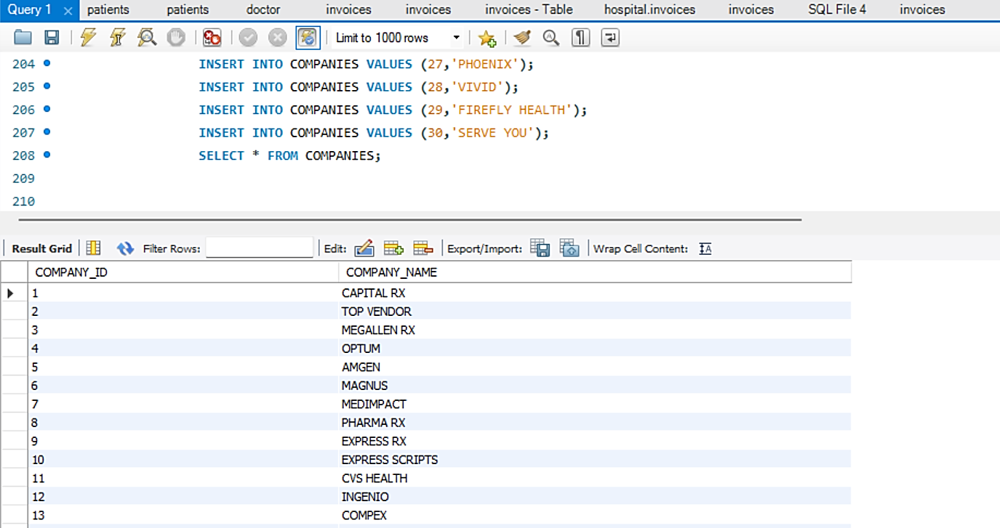 Query 1 × patients patients doctor invoices invoices invoices - Table hospital.invoices invoices SQL File 4 invoices
Limit to 1000 rows
204 INSERT INTO COMPANIES VALUES (27,'PHOENIX');
205 INSERT INTO COMPANIES VALUES (28,'VIVID');
206 INSERT INTO COMPANIES VALUES (29,'FIREFLY HEALTH');
207 INSERT INTO COMPANIES VALUES (30,'SERVE YOU');
208 SELECT * FROM COMPANIES;
209
210
Result Grid Filter Rows: Edit: Export/Import: Wrap Cell Content:
COMPANY_ID COMPANY_NAME
1 CAPITAL RX
2 TOP VENDOR
3 MEGALLEN RX
4 OPTUM
5 AMGEN
6 MAGNUS
7 MEDIMPACT
8 PHARMA RX
9 EXPRESS RX
10 EXPRESS SCRIPTS
11 CVS HEALTH
12 INGENIO
13 COMPEX